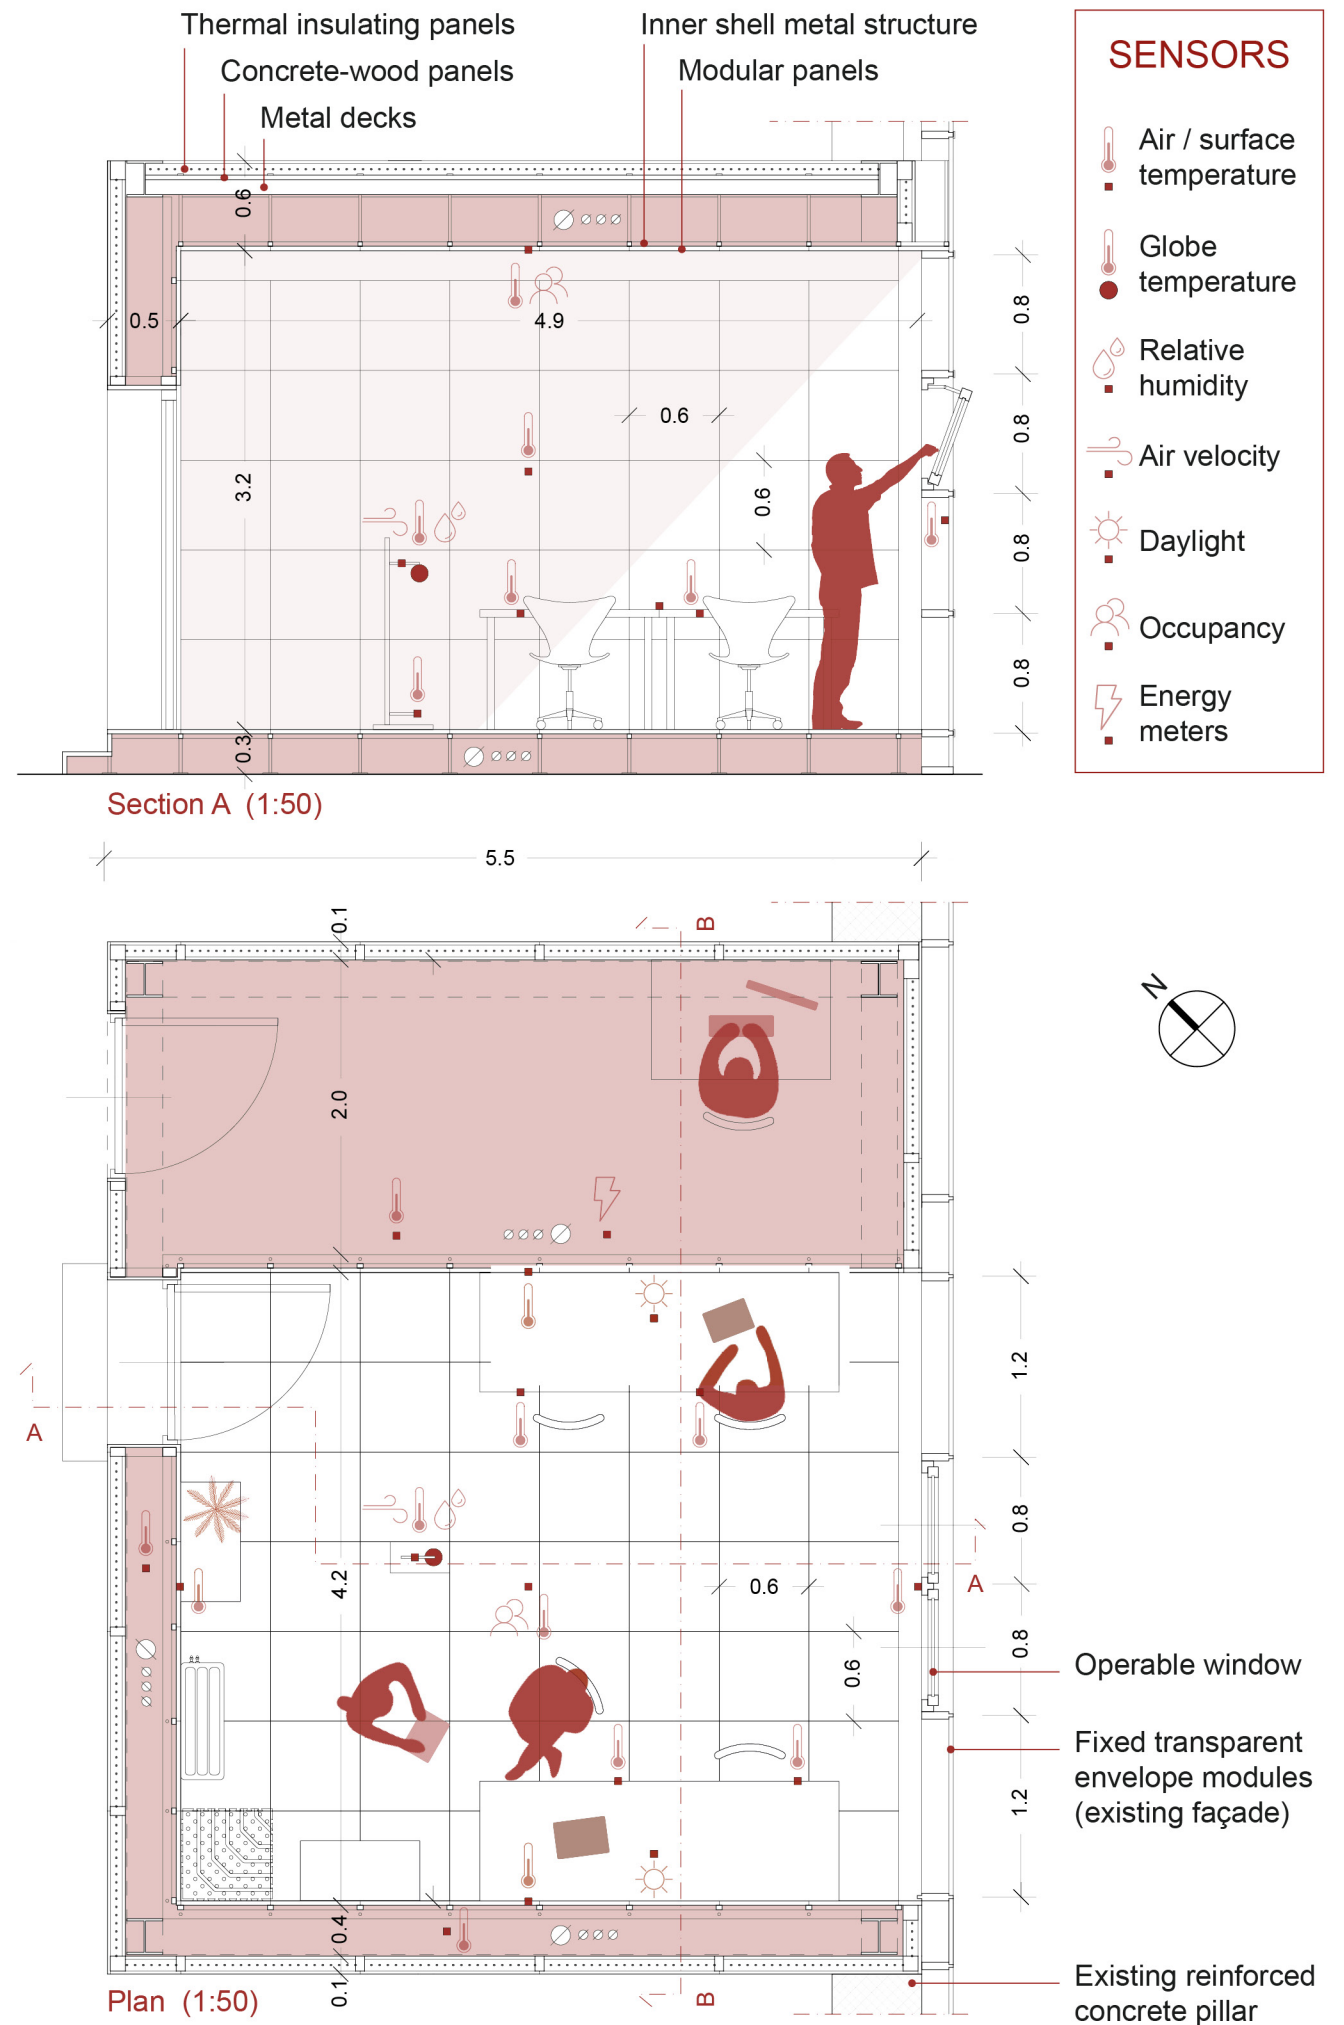 Thermal insulating panels
Inner shell metal structure
Concrete-wood panels
Modular panels
Metal decks
SENSORS
Air / surface
temperature
Globe
temperature
Relative
humidity
Air velocity
Daylight
Occupancy
Energy
meters
0.6
0.5
4.9
0.8
0.6
0.8
3.2
0.6
0.8
0.8
0.3
Section A (1:50)
5.5
0.1
B
N
2.0
1.2
A
0.8
4.2
0.6
A
0.8
0.6
Operable window
Fixed transparent
envelope modules
(existing façade)
1.2
0.4
0.1
B
Plan (1:50)
Existing reinforced
concrete pillar